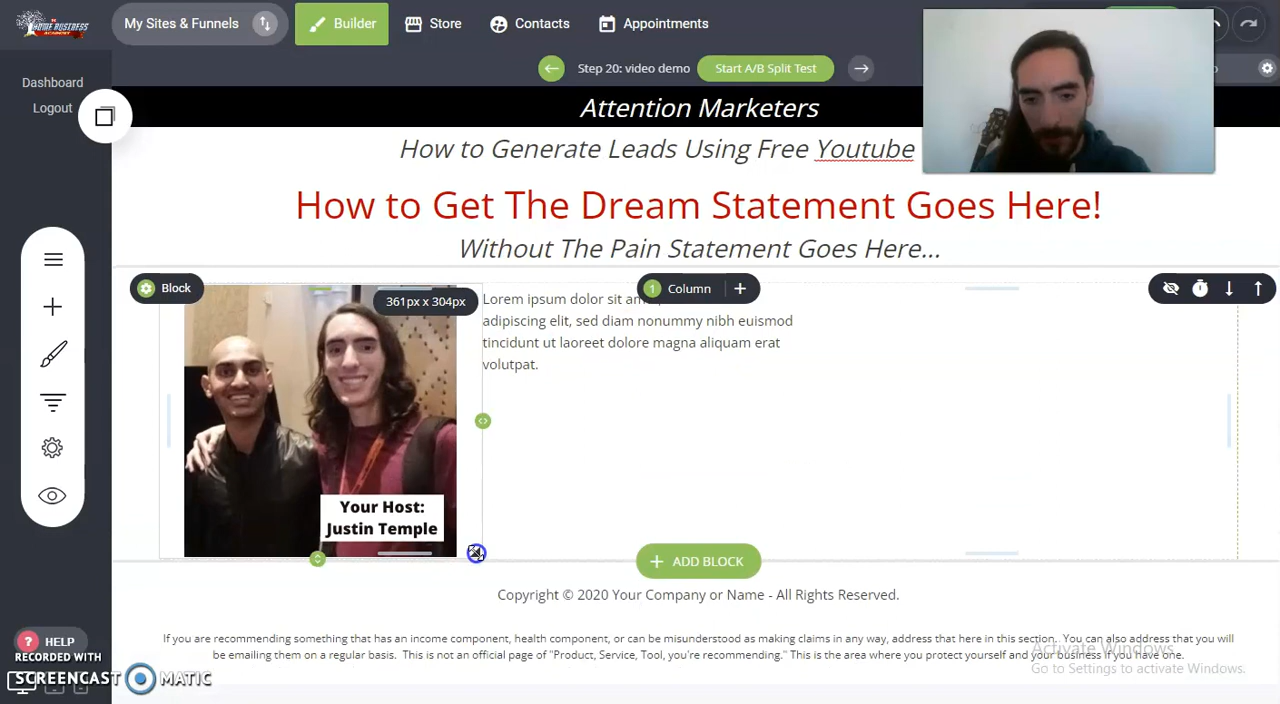 HOME BUSINESS
ACADEMY
My Sites & Funnels
Builder
Store
Contacts
Appointments
Dashboard
Logout
Step 20: video demo
Start A/B Split Test
Attention Marketers
How to Generate Leads Using Free Youtube
How to Get The Dream Statement Goes Here!
Without The Pain Statement Goes Here...
Block
361px x 304px
1 Column +
Lorem ipsum dolor sit am
adipiscing elit, sed diam nonummy nibh euismod
tincidunt ut laoreet dolore magna aliquam erat
volutpat.
Your Host:
Justin Temple
+ ADD BLOCK
Copyright © 2020 Your Company or Name - All Rights Reserved.
If you are recommending something that has an income component, health component, or can be misunderstood as making claims in any way, address that here in this section. You can also address that you will
be emailing them on a regular basis. This is not an official page of "Product, Service, Tool, you're recommending." This is the area where you protect yourself and your business if you have one.
Activate Windows
Go to Settings to activate Windows.
? HELP
RECORDED WITH
SCREENCAST MATIC